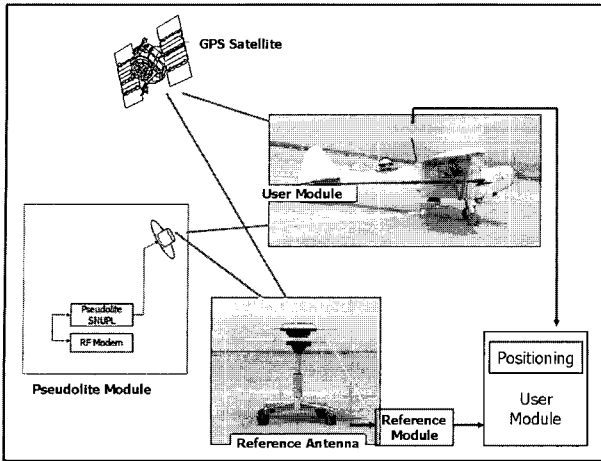 GPS Satellite
User Module
Pseudolite
SNUPL
RF Modem
Pseudolite Module
Reference Antenna
Reference
Module
Positioning
User
Module